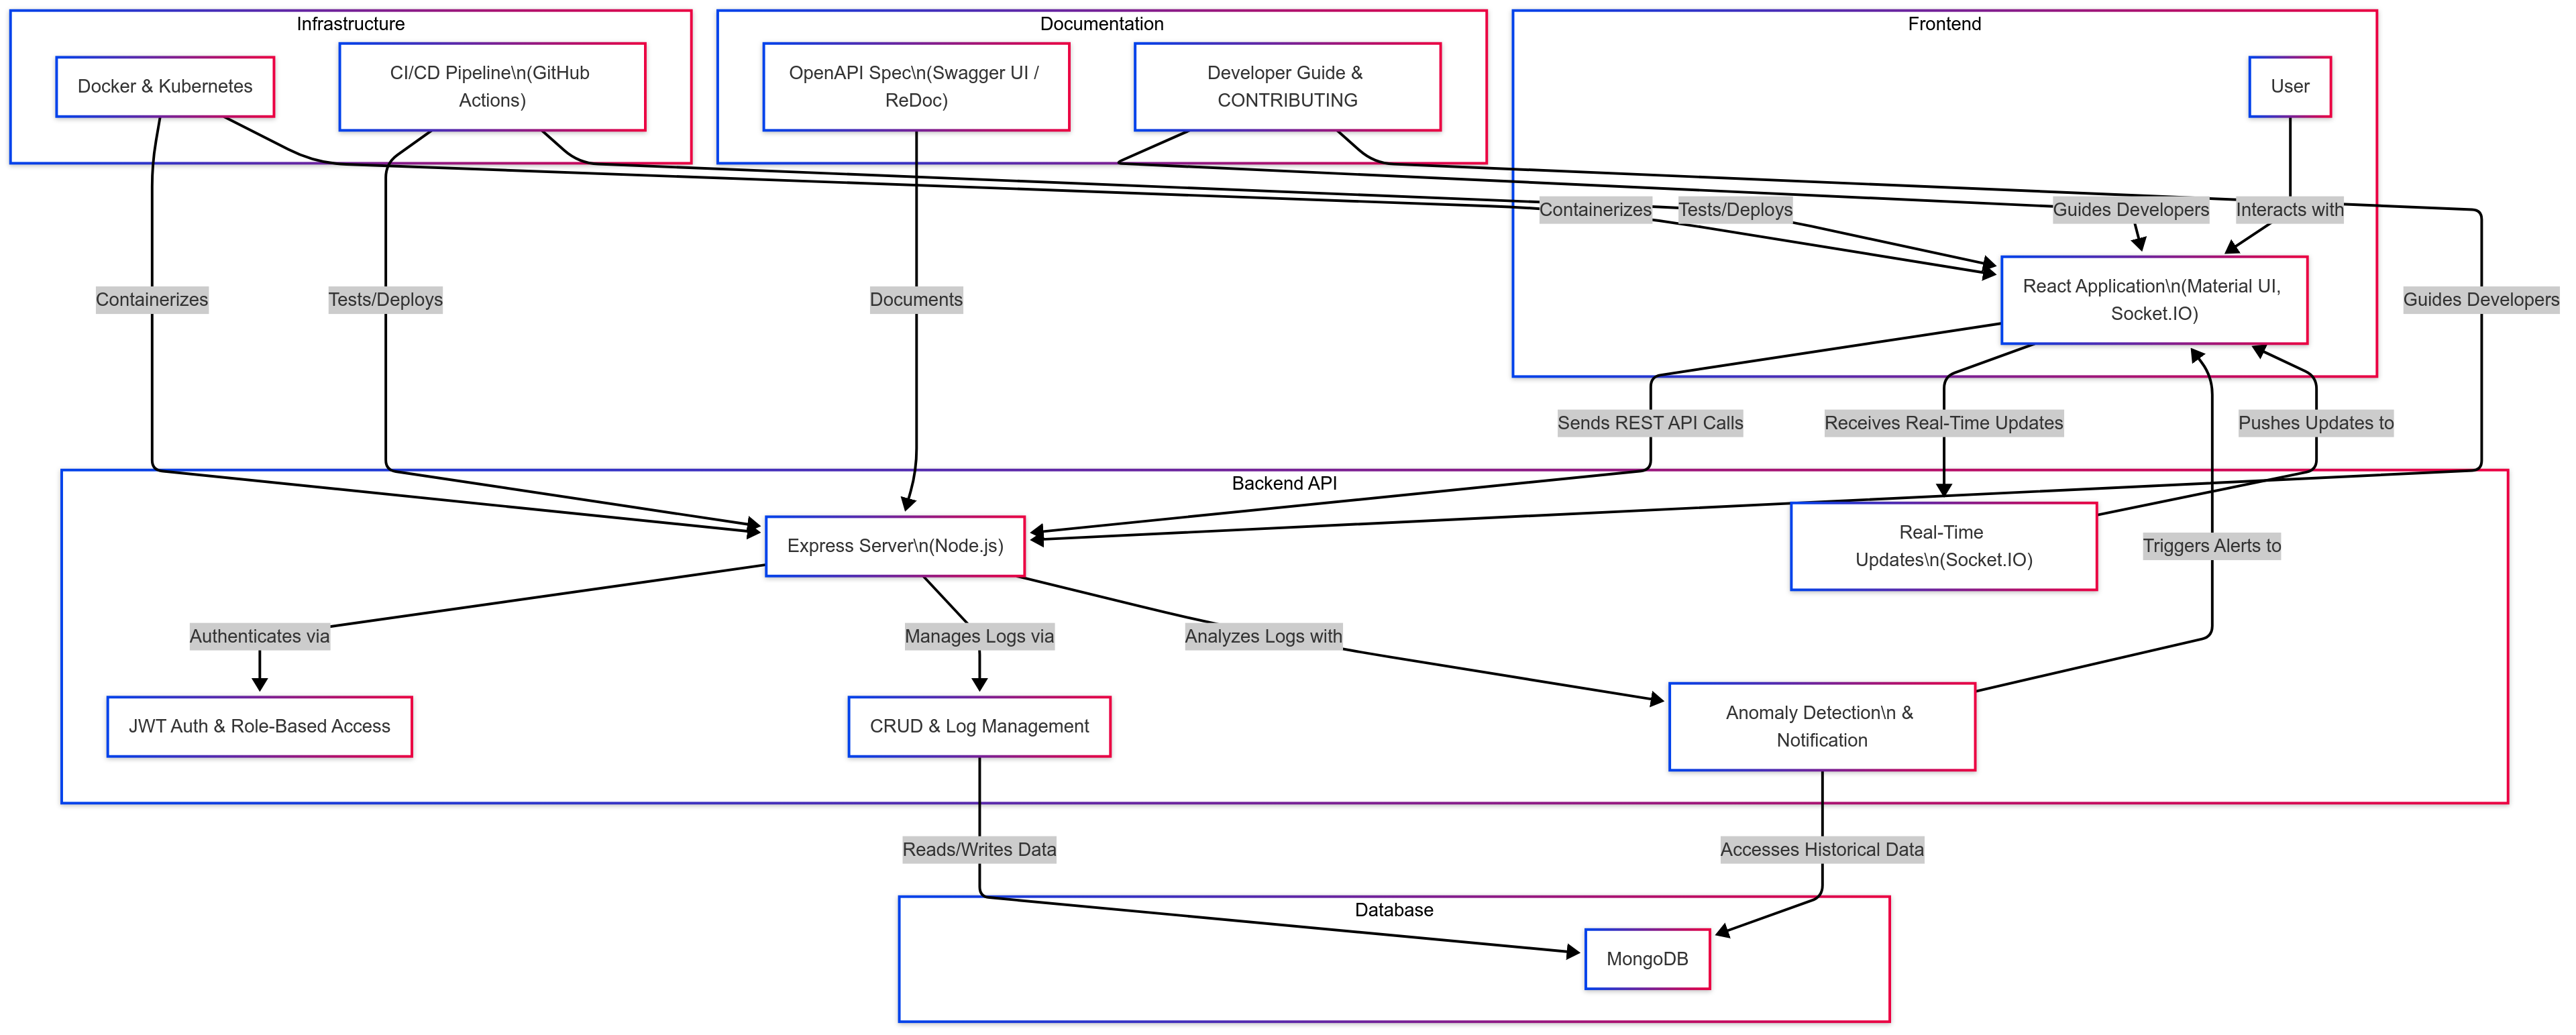 Infrastructure
Docker & Kubernetes
CI/CD Pipeline\n(GitHub
Actions)
Documentation
OpenAPI Spec\n(Swagger UI /
ReDoc)
Developer Guide &
CONTRIBUTING
Frontend
User
Containerizes
Tests/Deploys
Guides Developers
Interacts with
React Application\n(Material UI,
Socket.IO)
Containerizes
Tests/Deploys
Documents
Guides Developers
Sends REST API Calls
Receives Real-Time Updates
Pushes Updates to
Backend API
Express Server\n(Node.js)
Real-Time
Updates\n(Socket.IO)
Triggers Alerts to
Authenticates via
Manages Logs via
Analyzes Logs with
JWT Auth & Role-Based Access
CRUD & Log Management
Anomaly Detection\n &
Notification
Reads/Writes Data
Accesses Historical Data
Database
MongoDB